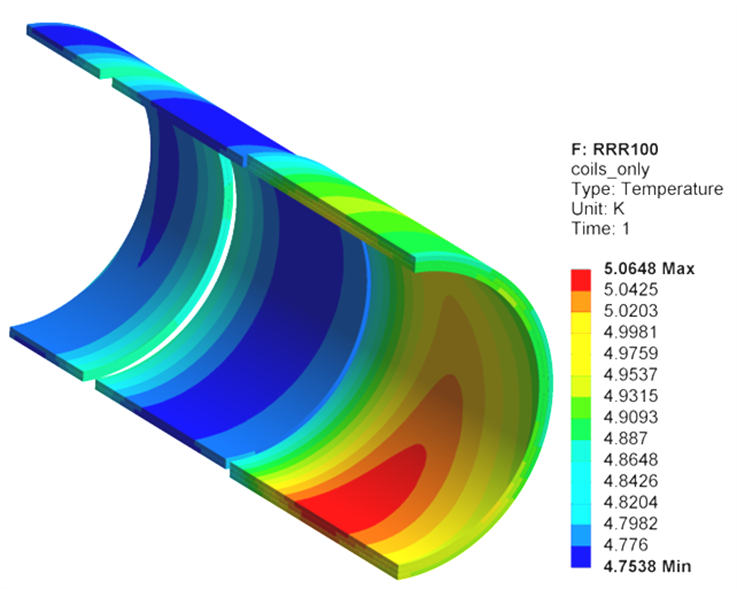 F: RRR100
coils_only
Type: Temperature
Unit: K
Time: 1
5.0648 Max
5.0425
5.0203
4.9981
4.9759
4.9537
4.9315
4.9093
4.887
4.8648
4.8426
4.8204
4.7982
4.776
4.7538 Min